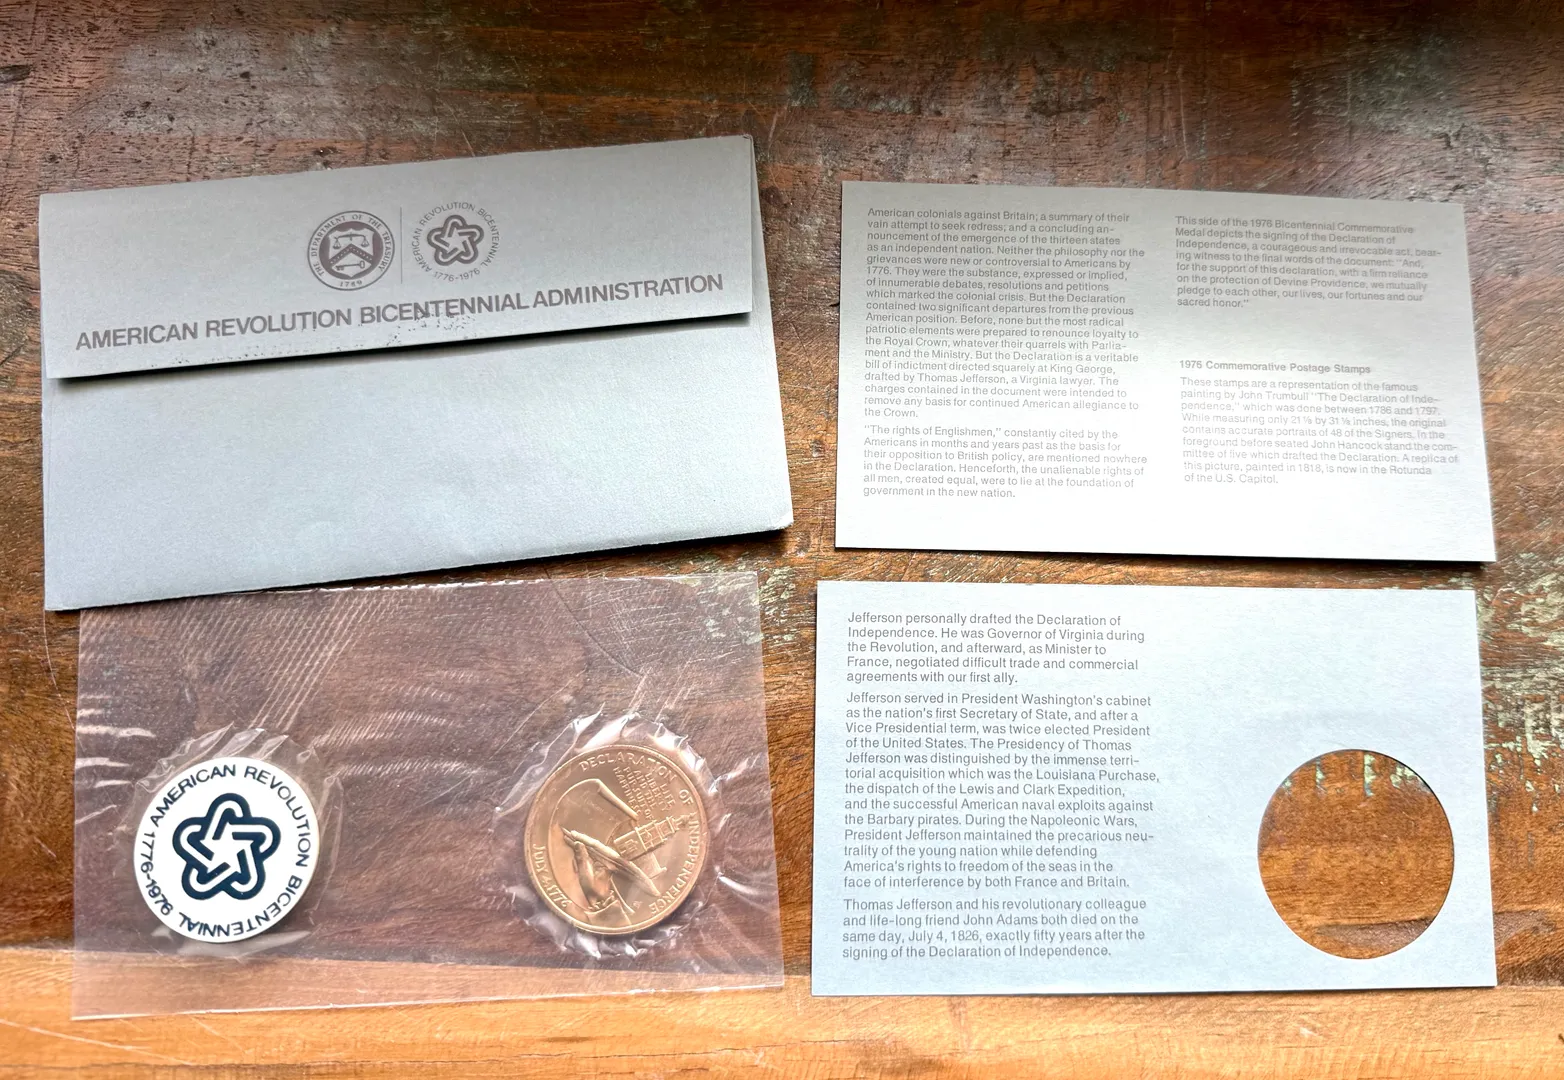 THE DEPARTMENT OF THE TREASURY
1789
AMERICAN REVOLUTION BICENTENNIAL
1776-1976
AMERICAN REVOLUTION BICENTENNIAL ADMINISTRATION
American colonials against Britain; a summary of their
vain attempt to seek redress; and a concluding an-
nouncement of the emergence of the thirteen states
as an independent nation. Neither the philosophy nor the
grievances were new or controversial to Americans by
1776. They were the substance, expressed or implied,
of innumerable debates, resolutions and petitions
which marked the colonial crisis. But the Declaration
contained two significant departures from the previous
American position. Before, none but the most radical
patriotic elements were prepared to renounce loyalty to
the Royal Crown, whatever their quarrels with Parlia-
ment and the Ministry. But the Declaration is a veritable
bill of indictment directed squarely at King George,
drafted by Thomas Jefferson, a Virginia lawyer. The
charges contained in the document were intended to
remove any basis for continued American allegiance to
the Crown.
"The rights of Englishmen," constantly cited by the
Americans in months and years past as the basis for
their opposition to British policy, are mentioned nowhere
in the Declaration. Henceforth, the unalienable rights of
all men, created equal, were to lie at the foundation of
government in the new nation.
This side of the 1976 Bicentennial Commemorative
Medal depicts the signing of the Declaration of
Independence, a courageous and irrevocable act, bear-
ing witness to the final words of the document: "And,
for the support of this declaration, with a firm reliance
on the protection of Devine Providence, we mutually
pledge to each other, our lives, our fortunes and our
sacred honor."
1976 Commemorative Postage Stamps
These stamps are a representation of the famous
painting by John Trumbull "The Declaration of Inde-
pendence," which was done between 1786 and 1797.
While measuring only 21⅛ by 31⅛ inches, the original
contains accurate portraits of 48 of the Signers. In the
foreground before seated John Hancock stand the com-
mittee of five which drafted the Declaration. A replica of
this picture, painted in 1818, is now in the Rotunda
of the U.S. Capitol.
AMERICAN REVOLUTION BICENTENNIAL
1776-1976
DECLARATION OF INDEPENDENCE
JULY 4, 1776
Jefferson personally drafted the Declaration of
Independence. He was Governor of Virginia during
the Revolution, and afterward, as Minister to
France, negotiated difficult trade and commercial
agreements with our first ally.
Jefferson served in President Washington's cabinet
as the nation's first Secretary of State, and after a
Vice Presidential term, was twice elected President
of the United States. The Presidency of Thomas
Jefferson was distinguished by the immense terri-
torial acquisition which was the Louisiana Purchase,
the dispatch of the Lewis and Clark Expedition,
and the successful American naval exploits against
the Barbary pirates. During the Napoleonic Wars,
President Jefferson maintained the precarious neu-
trality of the young nation while defending
America's rights to freedom of the seas in the
face of interference by both France and Britain.
Thomas Jefferson and his revolutionary colleague
and life-long friend John Adams both died on the
same day, July 4, 1826, exactly fifty years after the
signing of the Declaration of Independence.